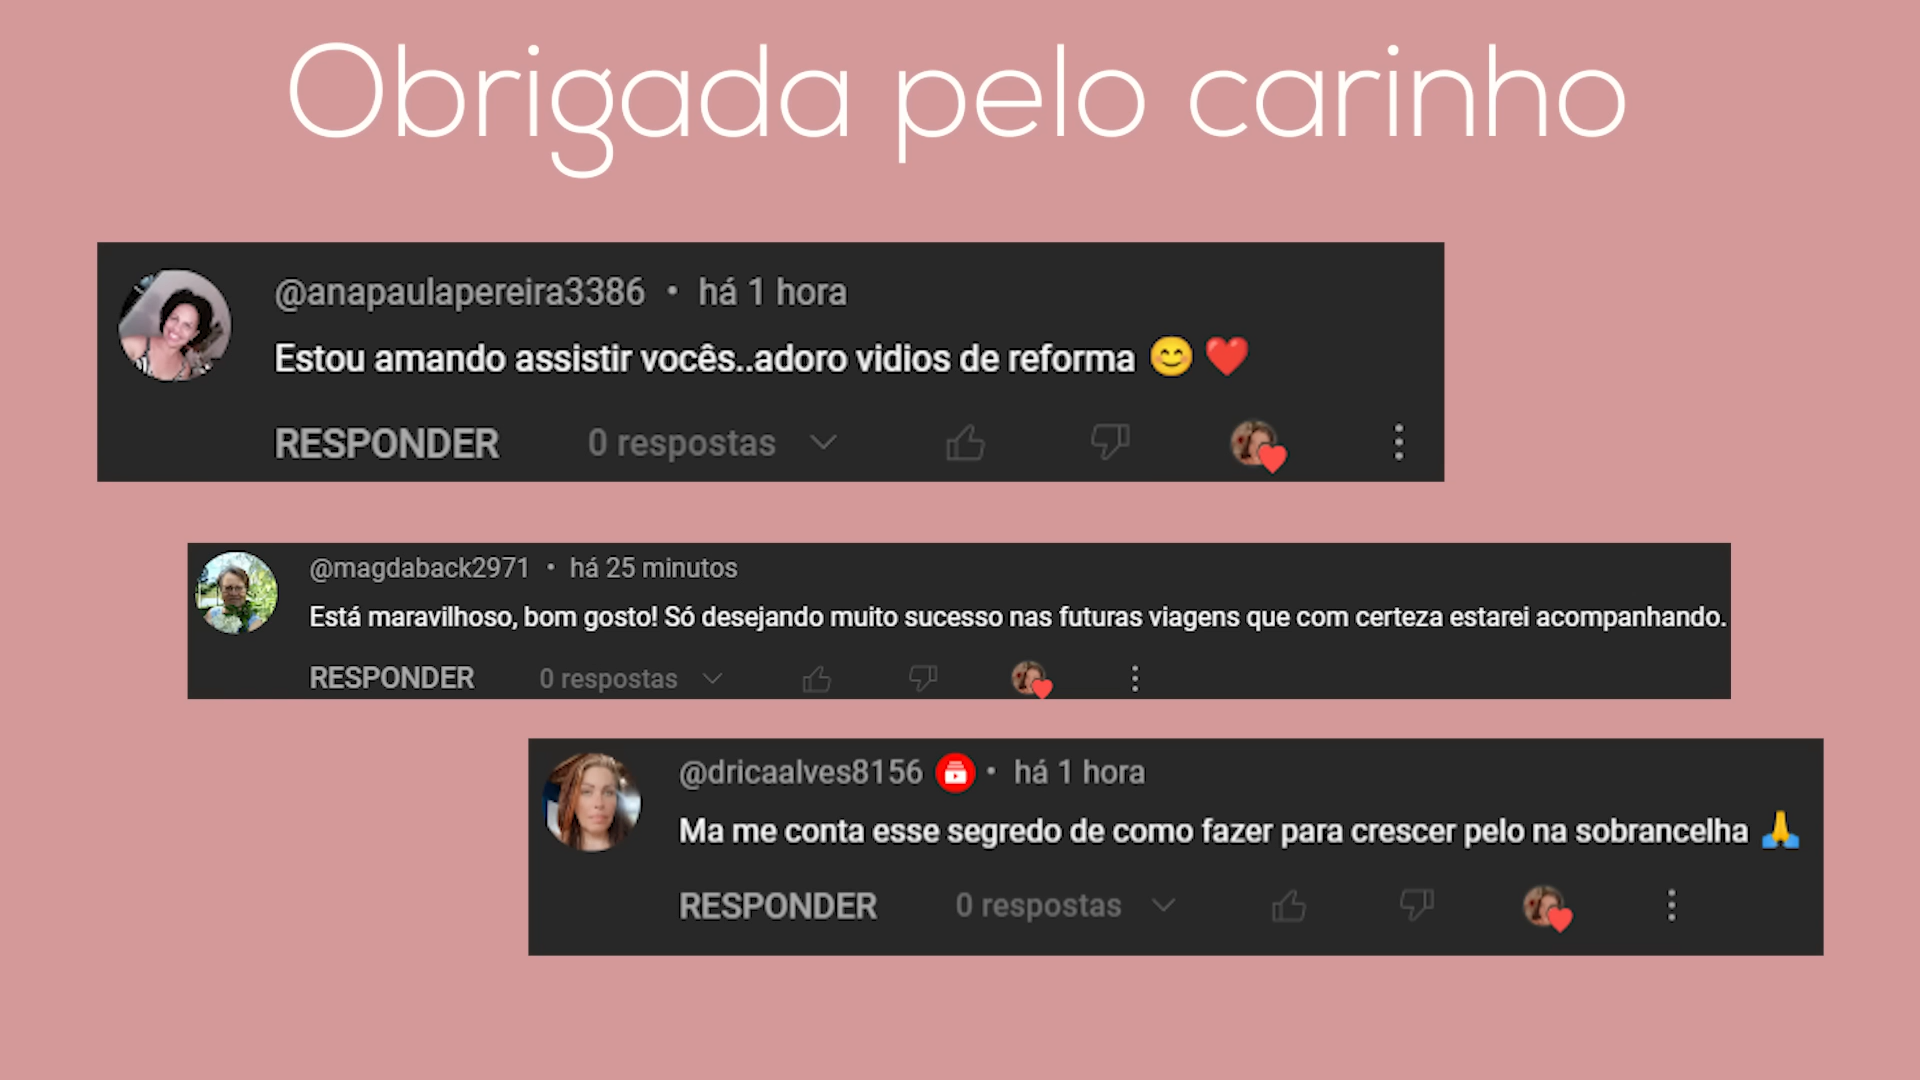 Obrigada pelo carinho
@anapaulapereira3386 • há 1 hora
Estou amando assistir vocês..adoro vidios de reforma 😊 ❤️
RESPONDER 0 respostas
@magdaback2971 • há 25 minutos
Está maravilhoso, bom gosto! Só desejando muito sucesso nas futuras viagens que com certeza estarei acompanhando.
RESPONDER 0 respostas
@dricaalves8156 • há 1 hora
Ma me conta esse segredo de como fazer para crescer pelo na sobrancelha 🙏
RESPONDER 0 respostas